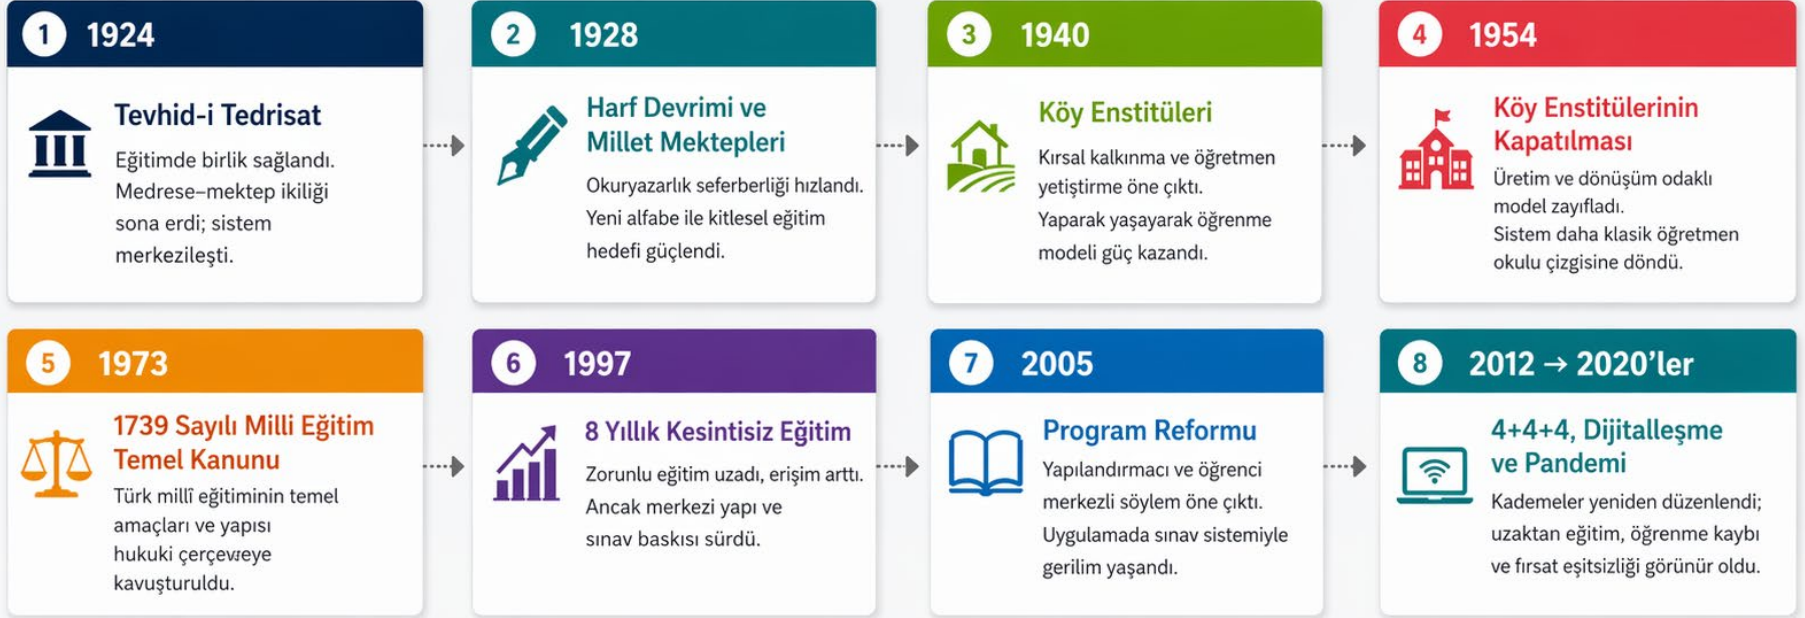 1 1924
Tevhid-i Tedrisat
Eğitimde birlik sağlandı.
Medrese–mektep ikiliği
sona erdi; sistem
merkezileşti.
2 1928
Harf Devrimi ve
Millet Mektepleri
Okuryazarlık seferberliği hızlandı.
Yeni alfabe ile kitlesel eğitim
hedefi güçlendi.
3 1940
Köy Enstitüleri
Kırsal kalkınma ve öğretmen
yetiştirme öne çıktı.
Yaparak yaşayarak öğrenme
modeli güç kazandı.
4 1954
Köy Enstitülerinin
Kapatılması
Üretim ve dönüşüm odaklı
model zayıfladı.
Sistem daha klasik öğretmen
okulu çizgisine döndü.
5 1973
1739 Sayılı Milli Eğitim
Temel Kanunu
Türk millî eğitiminin temel
amaçları ve yapısı
hukuki çerçeveye
kavuşturuldu.
6 1997
8 Yıllık Kesintisiz Eğitim
Zorunlu eğitim uzadı, erişim arttı.
Ancak merkezi yapı ve
sınav baskısı sürdü.
7 2005
Program Reformu
Yapılandırmacı ve öğrenci
merkezli söylem öne çıktı.
Uygulamada sınav sistemiyle
gerilim yaşandı.
8 2012 → 2020’ler
4+4+4, Dijitalleşme
ve Pandemi
Kademeler yeniden düzenlendi;
uzaktan eğitim, öğrenme kaybı
ve fırsat eşitsizliği görünür oldu.